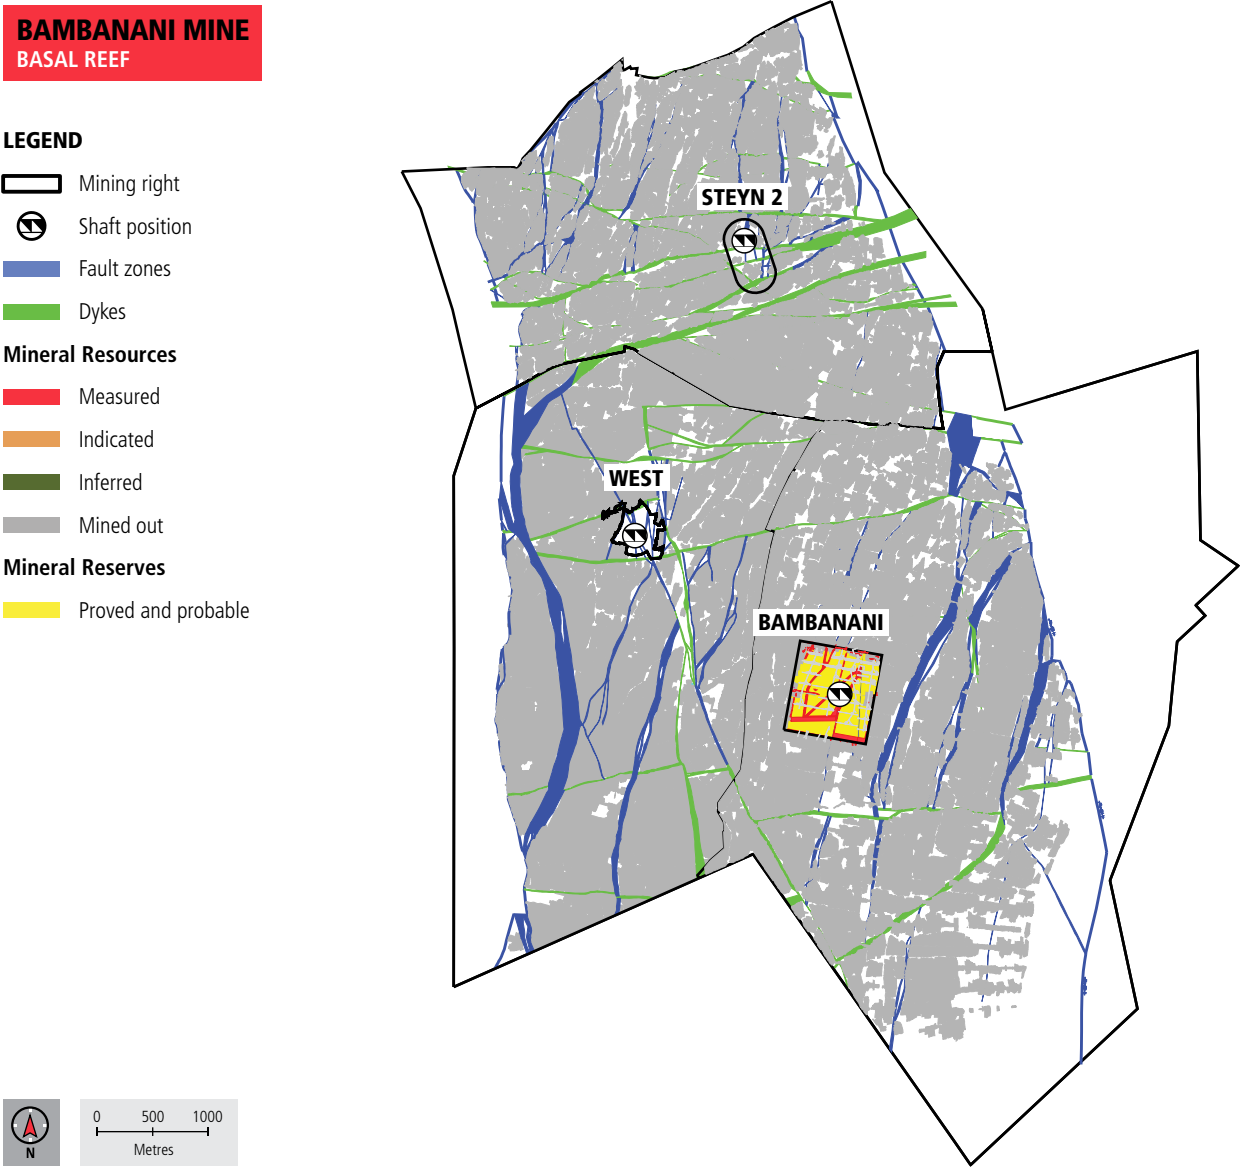 BAMBANANI MINE
BASAL REEF
LEGEND
Mining right
Shaft position
Fault zones
Dykes
Mineral Resources
Measured
Indicated
Inferred
Mined out
Mineral Reserves
Proved and probable
STEYN 2
WEST
BAMBANANI
N
0 500 1000
Metres